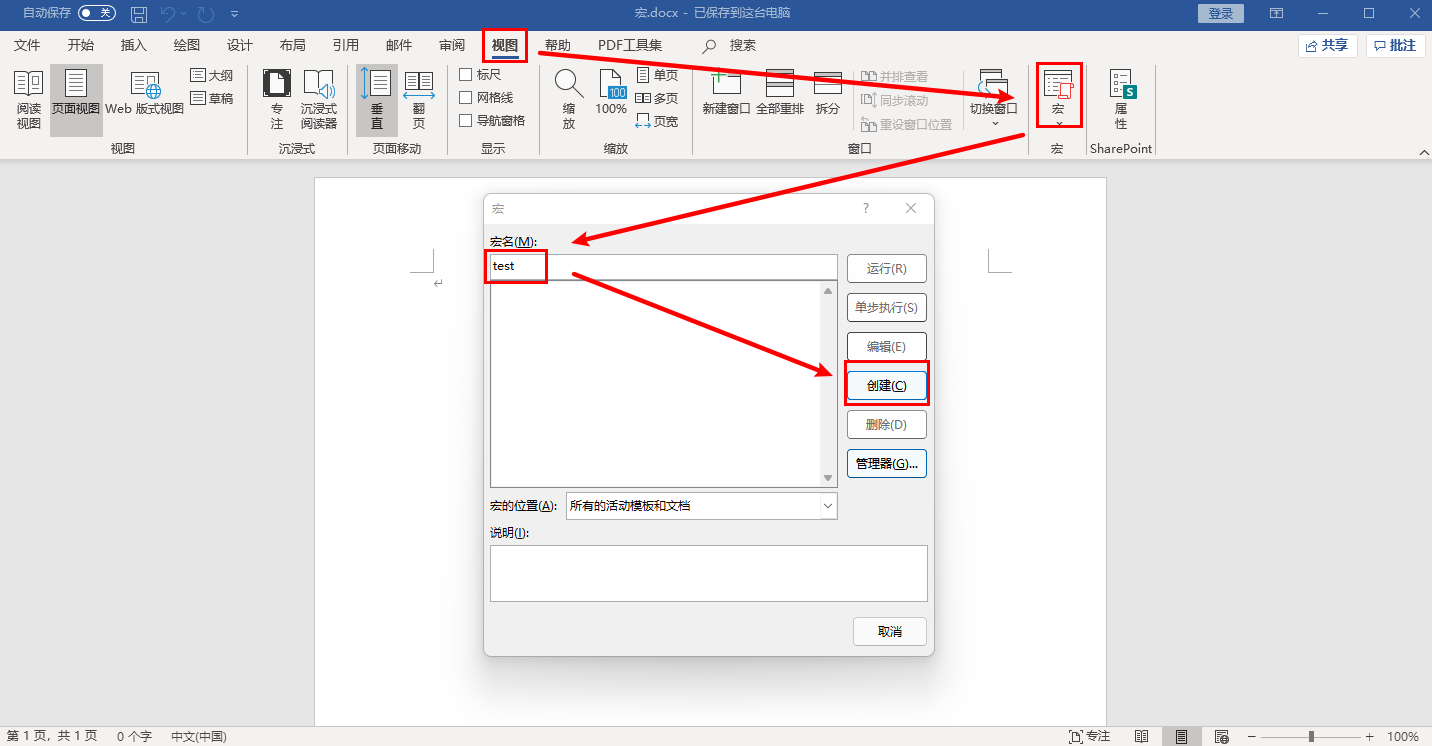 自动保存 关 宏.docx - 已保存到这台电脑 登录
文件 开始 插入 绘图 设计 布局 引用 邮件 审阅 视图 帮助 PDF工具集 搜索 共享 批注
阅读视图 页面视图 Web 版式视图 大纲 草稿
视图
专注 沉浸式阅读器
沉浸式
垂直 翻页
页面移动
标尺
网格线
导航窗格
显示
缩放 100 100% 单页 多页 页宽
缩放
新建窗口 全部重排 拆分 并排查看 同步滚动 重设窗口位置 切换窗口
窗口
宏
宏
属性
SharePoint
宏 ?
宏名(M):
test
运行(R)
单步执行(S)
编辑(E)
创建(C)
删除(D)
管理器(G)...
宏的位置(A): 所有的活动模板和文档
说明(I):
取消
第 1 页，共 1 页 0 个字 中文(中国) 专注 100%